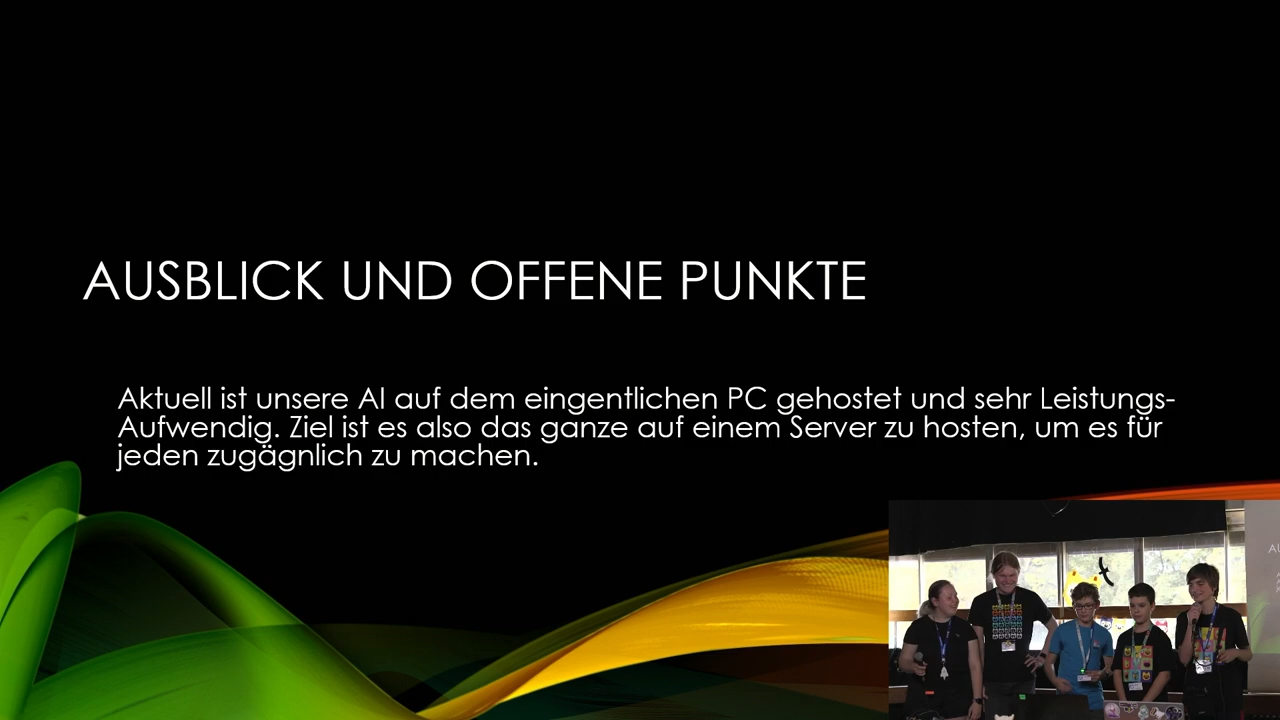 AUSBLICK UND OFFENE PUNKTE
Aktuell ist unsere AI auf dem eingentlichen PC gehostet und sehr Leistungs-
Aufwendig. Ziel ist es also das ganze auf einem Server zu hosten, um es für
jeden zugägnlich zu machen.